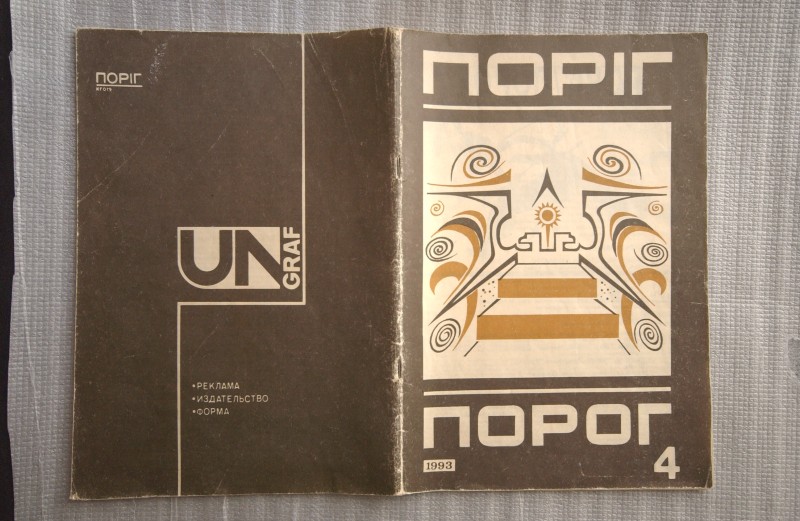 ПОРІГ
UN
GRAF
•РЕКЛАМА
•ИЗДАТЕЛЬСТВО
•ФОРМА
ПОРІГ
ПОРОГ
1993
4